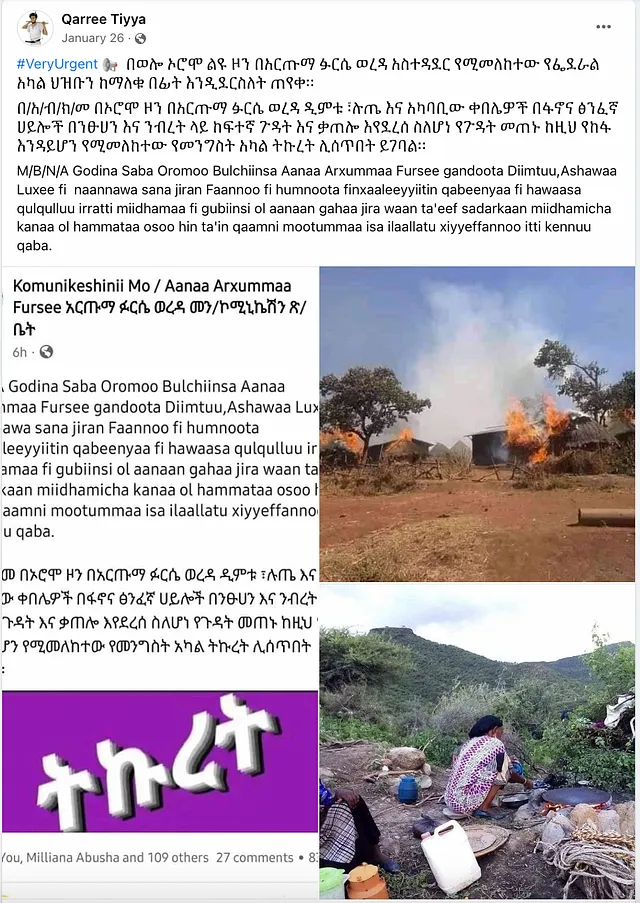 Qarree Tiyya
January 26 ·
#VeryUrgent በወሎ ኦሮሞ ልዩ ዞን በአርጡማ ፉርሴ ወረዳ አስተዳደር የሚመለከተው የፌደራል
አካል ህዝቡን ከማለቁ በፊት እንዲደርስለት ጠየቀ፡፡
በ/አ/ብ/ክ/መ በኦሮሞ ዞን በአርጡማ ፉርሴ ወረዳ ዲምቱ ፣ሉጤ እና አካባቢው ቀበሌዎች በፋኖና ፅንፈኛ
ሀይሎች በንፁሀን እና ንብረት ላይ ከፍተኛ ጉዳት እና ቃጠሎ እየደረሰ ስለሆነ የጉዳት መጠኑ ከዚህ የከፋ
እንዳይሆን የሚመለከተው የመንግስት አካል ትኩረት ሊሰጥበት ይገባል፡፡
M/B/N/A Godina Saba Oromoo Bulchiinsa Aanaa Arxummaa Fursee gandoota Diimtuu,Ashawaa
Luxee fi naannawa sana jiran Faannoo fi humnoota finxaaleeyyiitin qabeenyaa fi hawaasa
qulqulluu irratti miidhamaa fi gubiinsi ol aanaan gahaa jira waan ta'eef sadarkaan miidhamicha
kanaa ol hammataa osoo hin ta'in qaamni mootummaa isa ilaallatu xiyyeffannoo itti kennuu
qaba.
Komunikeshinii Mo / Aanaa Arxummaa
Fursee አርጡማ ፉርሴ ወረዳ መን/ኮሚኒኬሽን ጽ/
ቤት
6h ·
Godina Saba Oromoo Bulchiinsa Aanaa
maa Fursee gandoota Diimtuu,Ashawaa Lux
awa sana jiran Faannoo fi humnoota
leeyyiitin qabeenyaa fi hawaasa qulqulluu ir
amaa fi gubiinsi ol aanaan gahaa jira waan ta
kaan miidhamicha kanaa ol hammataa osoo h
aamni mootummaa isa ilaallatu xiyyeffanno
u qaba.
መ በኦሮሞ ዞን በአርጡማ ፉርሴ ወረዳ ዲምቱ ፣ሉጤ እና
ው ቀበሌዎች በፋኖና ፅንፈኛ ሀይሎች በንፁሀን እና ንብረት
ጉዳት እና ቃጠሎ እየደረሰ ስለሆነ የጉዳት መጠኑ ከዚህ
ሆን የሚመለከተው የመንግስት አካል ትኩረት ሊሰጥበት
፡
ትኩረት
You, Milliana Abusha and 109 others 27 comments •